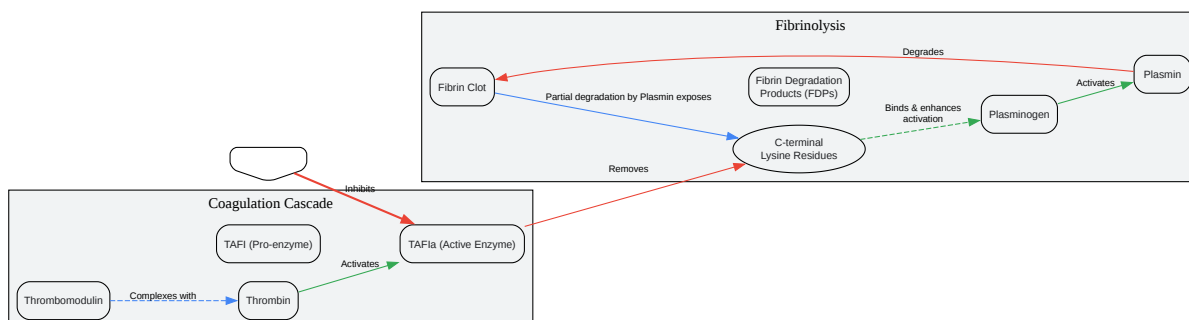 Fibrinolysis
Degrades
Fibrin Clot
Fibrin Degradation
Products (FDPs)
Plasmin
Activates
Partial degradation by Plasmin exposes
Binds & enhances
activation
Plasminogen
C-terminal
Lysine Residues
Removes
Inhibits
Coagulation Cascade
TAFI (Pro-enzyme)
TAFIa (Active Enzyme)
Activates
Thrombomodulin
Complexes with
Thrombin